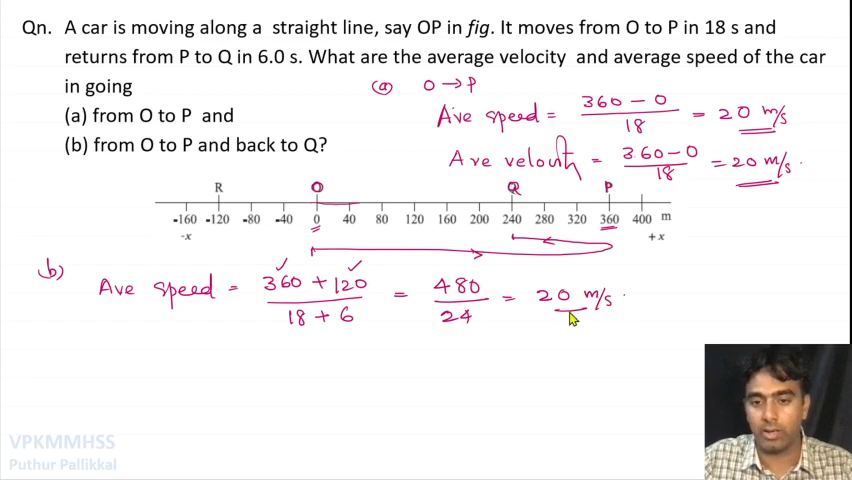 Qn. A car is moving along a straight line, say OP in fig. It moves from O to P in 18 s and
returns from P to Q in 6.0 s. What are the average velocity and average speed of the car
in going
(a) from O to P and
(b) from O to P and back to Q?
(a) O → P
Ave speed = 360 – 0 / 18 = 20 m/s
Ave velocity = 360 – 0 / 18 = 20 m/s.
R O Q P
-160 -120 -80 -40 0 40 80 120 160 200 240 280 320 360 400 m
-x +x
b)
Ave speed = 360 + 120 / 18 + 6 = 480 / 24 = 20 m/s.
VPKMMHSS
Puthur Pallikkal